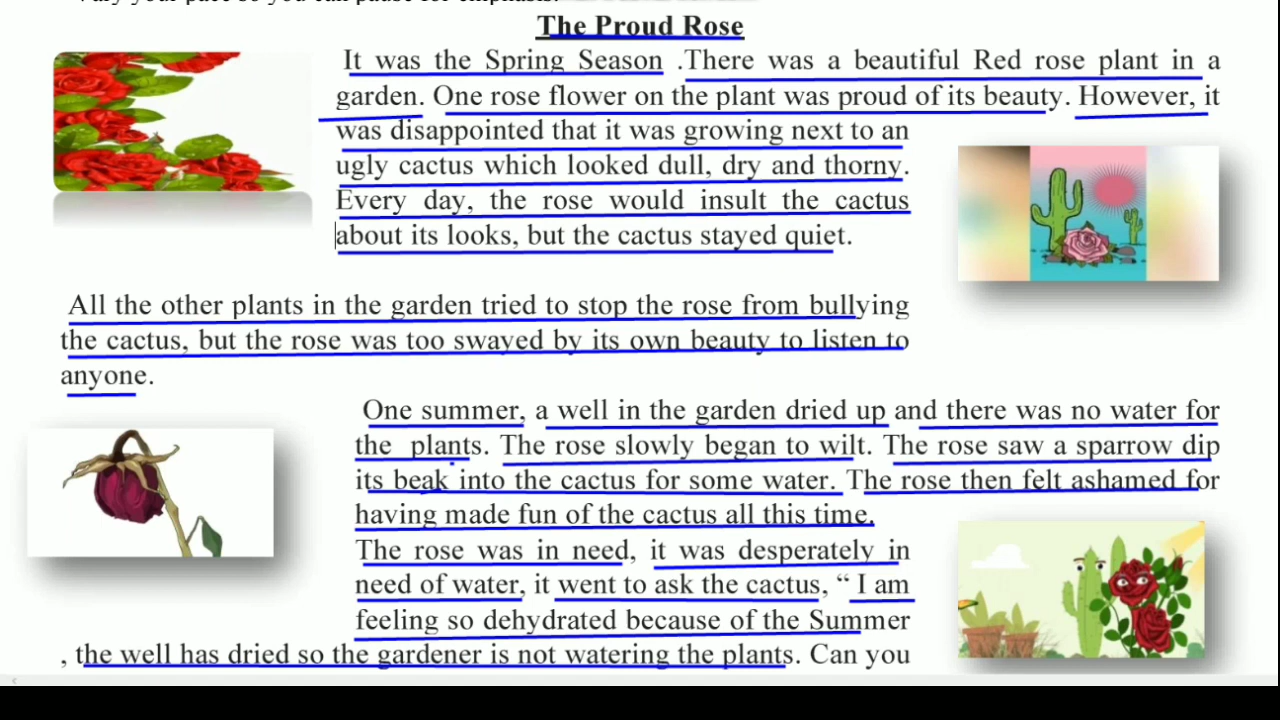 The Proud Rose
It was the Spring Season .There was a beautiful Red rose plant in a
garden. One rose flower on the plant was proud of its beauty. However, it
was disappointed that it was growing next to an
ugly cactus which looked dull, dry and thorny.
Every day, the rose would insult the cactus
about its looks, but the cactus stayed quiet.
All the other plants in the garden tried to stop the rose from bullying
the cactus, but the rose was too swayed by its own beauty to listen to
anyone.
One summer, a well in the garden dried up and there was no water for
the plants. The rose slowly began to wilt. The rose saw a sparrow dip
its beak into the cactus for some water. The rose then felt ashamed for
having made fun of the cactus all this time.
The rose was in need, it was desperately in
need of water, it went to ask the cactus, “ I am
feeling so dehydrated because of the Summer
, the well has dried so the gardener is not watering the plants. Can you